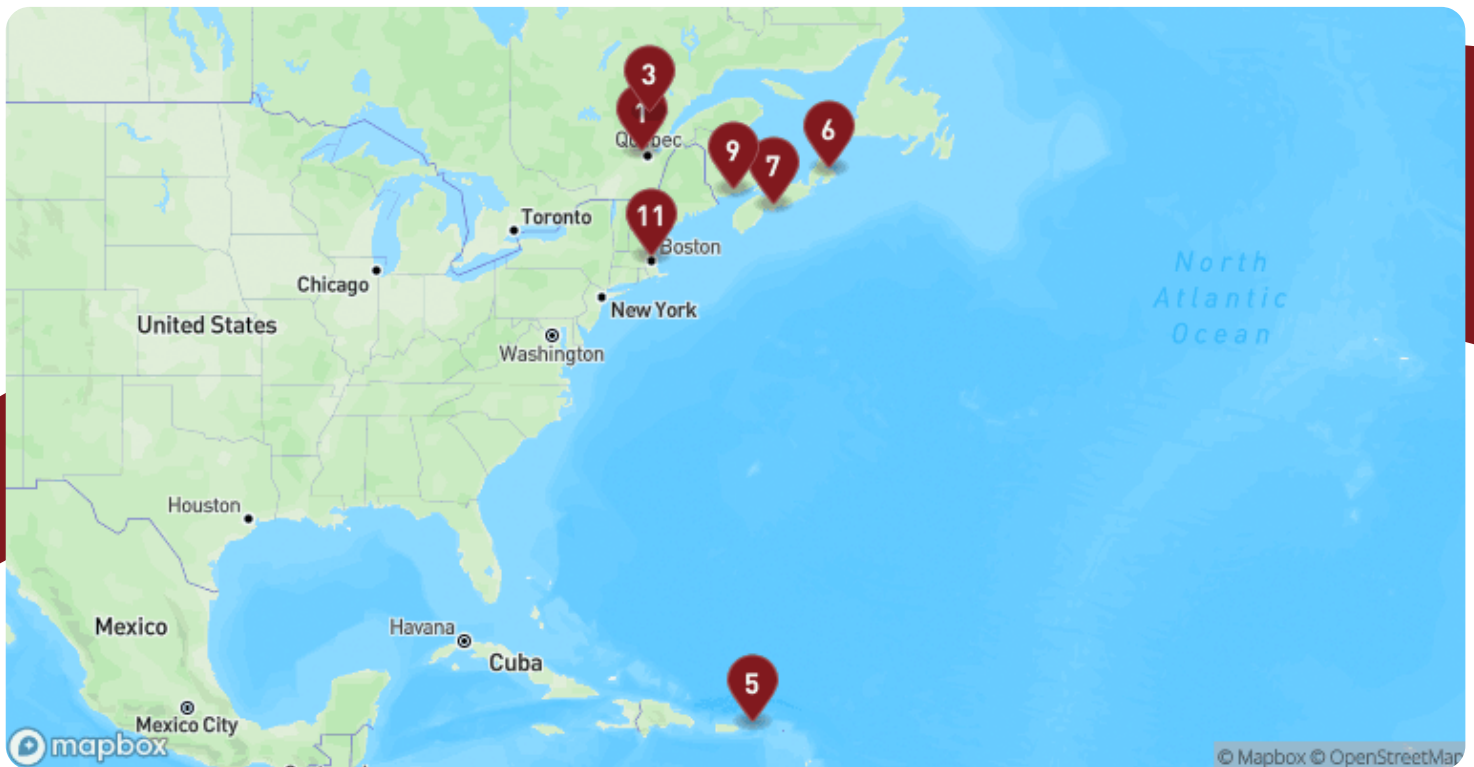 3
1
Quebec
6
9
7
11
Toronto
Boston
Chicago
New York
United States
Washington
North
Atlantic
Ocean
Houston
Mexico
Havana
Cuba
5
Mexico City
mapbox
© Mapbox © OpenStreetMap